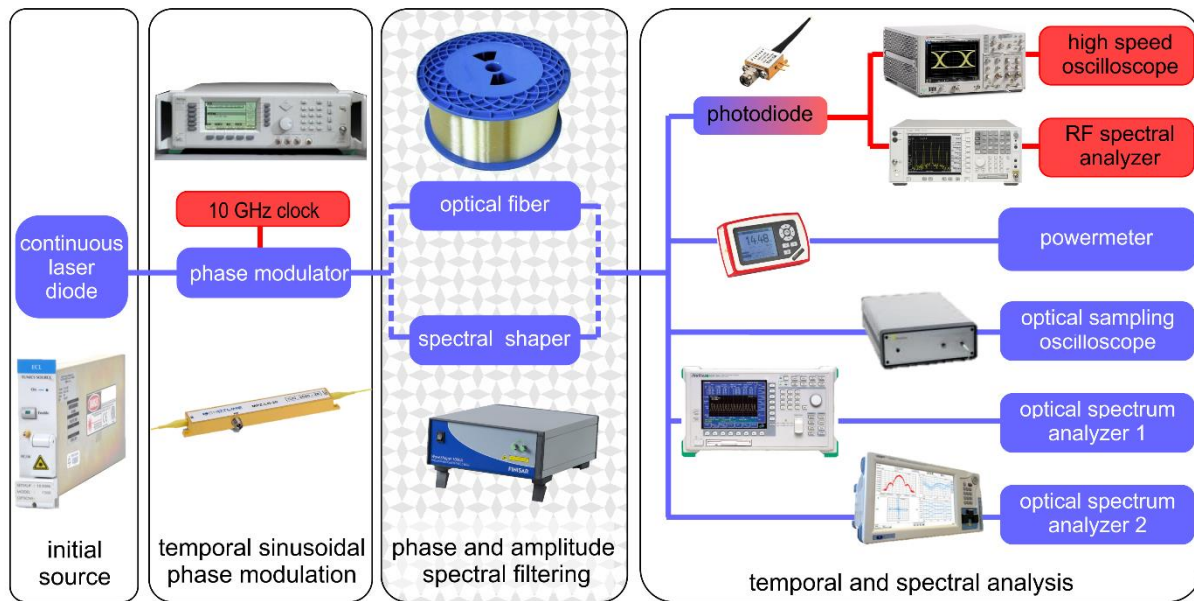 continuous
laser
diode
initial
source
10 GHz clock
phase modulator
temporal sinusoidal
phase modulation
optical fiber
spectral shaper
FINISAR
phase and amplitude
spectral filtering
photodiode
high speed
oscilloscope
RF spectral
analyzer
1448
powermeter
optical sampling
oscilloscope
optical spectrum
analyzer 1
optical spectrum
analyzer 2
temporal and spectral analysis